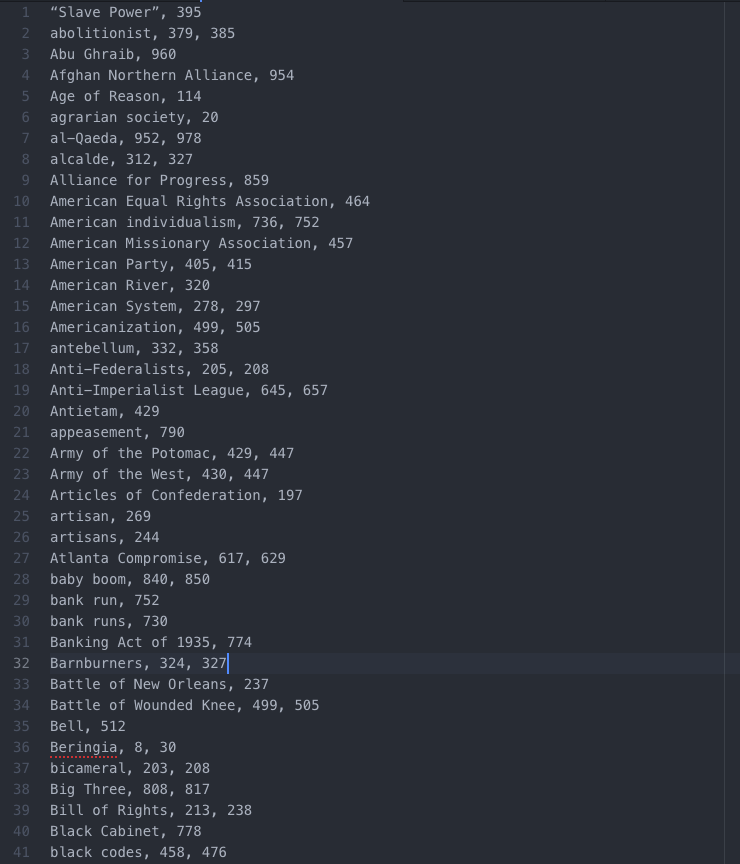 1 “Slave Power”, 395
2 abolitionist, 379, 385
3 Abu Ghraib, 960
4 Afghan Northern Alliance, 954
5 Age of Reason, 114
6 agrarian society, 20
7 al-Qaeda, 952, 978
8 alcalde, 312, 327
9 Alliance for Progress, 859
10 American Equal Rights Association, 464
11 American individualism, 736, 752
12 American Missionary Association, 457
13 American Party, 405, 415
14 American River, 320
15 American System, 278, 297
16 Americanization, 499, 505
17 antebellum, 332, 358
18 Anti-Federalists, 205, 208
19 Anti-Imperialist League, 645, 657
20 Antietam, 429
21 appeasement, 790
22 Army of the Potomac, 429, 447
23 Army of the West, 430, 447
24 Articles of Confederation, 197
25 artisan, 269
26 artisans, 244
27 Atlanta Compromise, 617, 629
28 baby boom, 840, 850
29 bank run, 752
30 bank runs, 730
31 Banking Act of 1935, 774
32 Barnburners, 324, 327
33 Battle of New Orleans, 237
34 Battle of Wounded Knee, 499, 505
35 Bell, 512
36 Beringia, 8, 30
37 bicameral, 203, 208
38 Big Three, 808, 817
39 Bill of Rights, 213, 238
40 Black Cabinet, 778
41 black codes, 458, 476